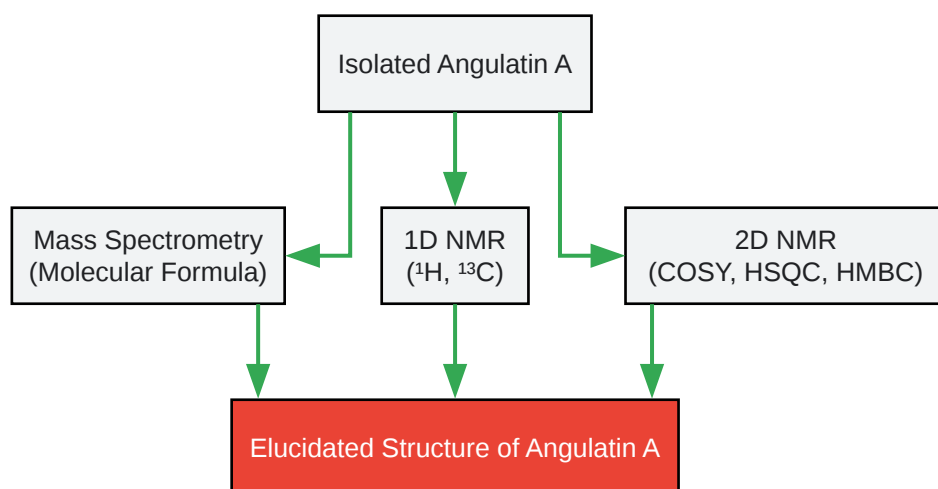 Isolated Angulatin A
Mass Spectrometry
(Molecular Formula)
1D NMR
(¹H, ¹³C)
2D NMR
(COSY, HSQC, HMBC)
Elucidated Structure of Angulatin A